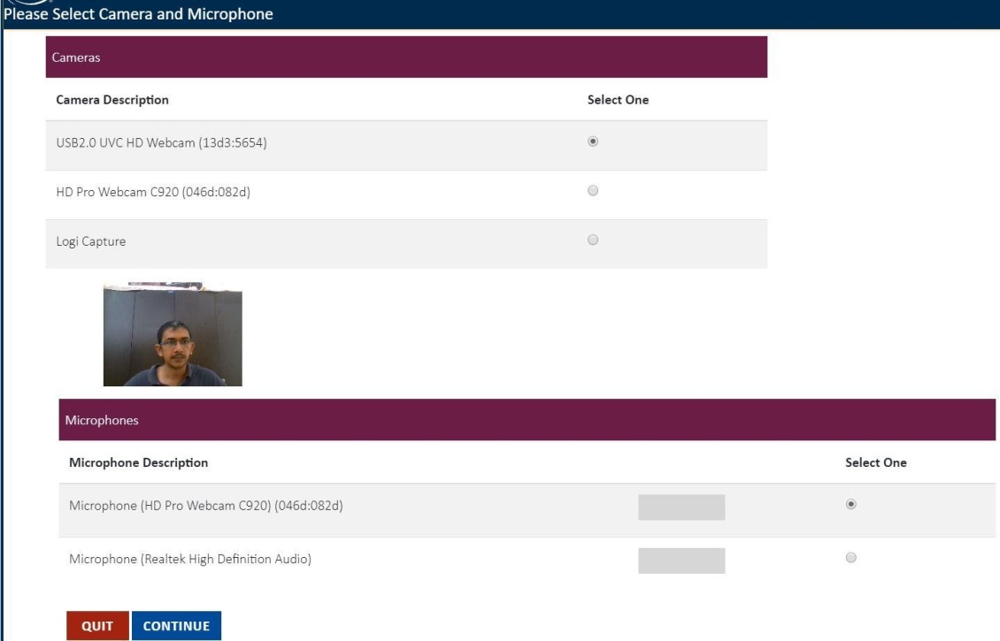 Please Select Camera and Microphone
Cameras
Camera Description Select One
USB2.0 UVC HD Webcam (13d3:5654)
HD Pro Webcam C920 (046d:082d)
Logi Capture
Microphones
Microphone Description Select One
Microphone (HD Pro Webcam C920) (046d:082d)
Microphone (Realtek High Definition Audio)
QUIT CONTINUE